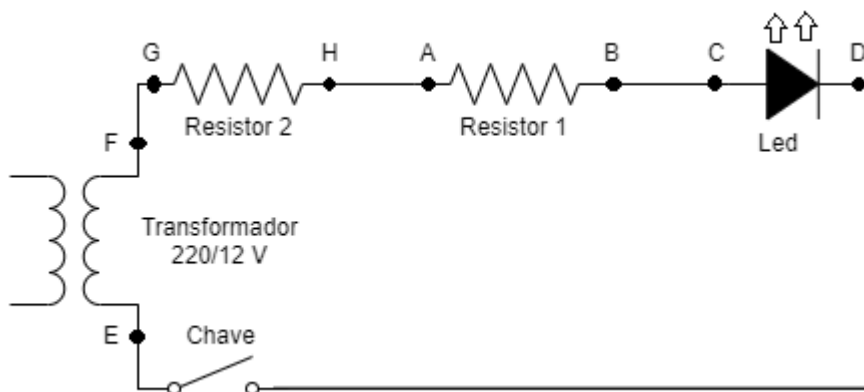 G
H
A
B
C
D
Resistor 2
Resistor 1
Led
F
Transformador
220/12 V
E
Chave